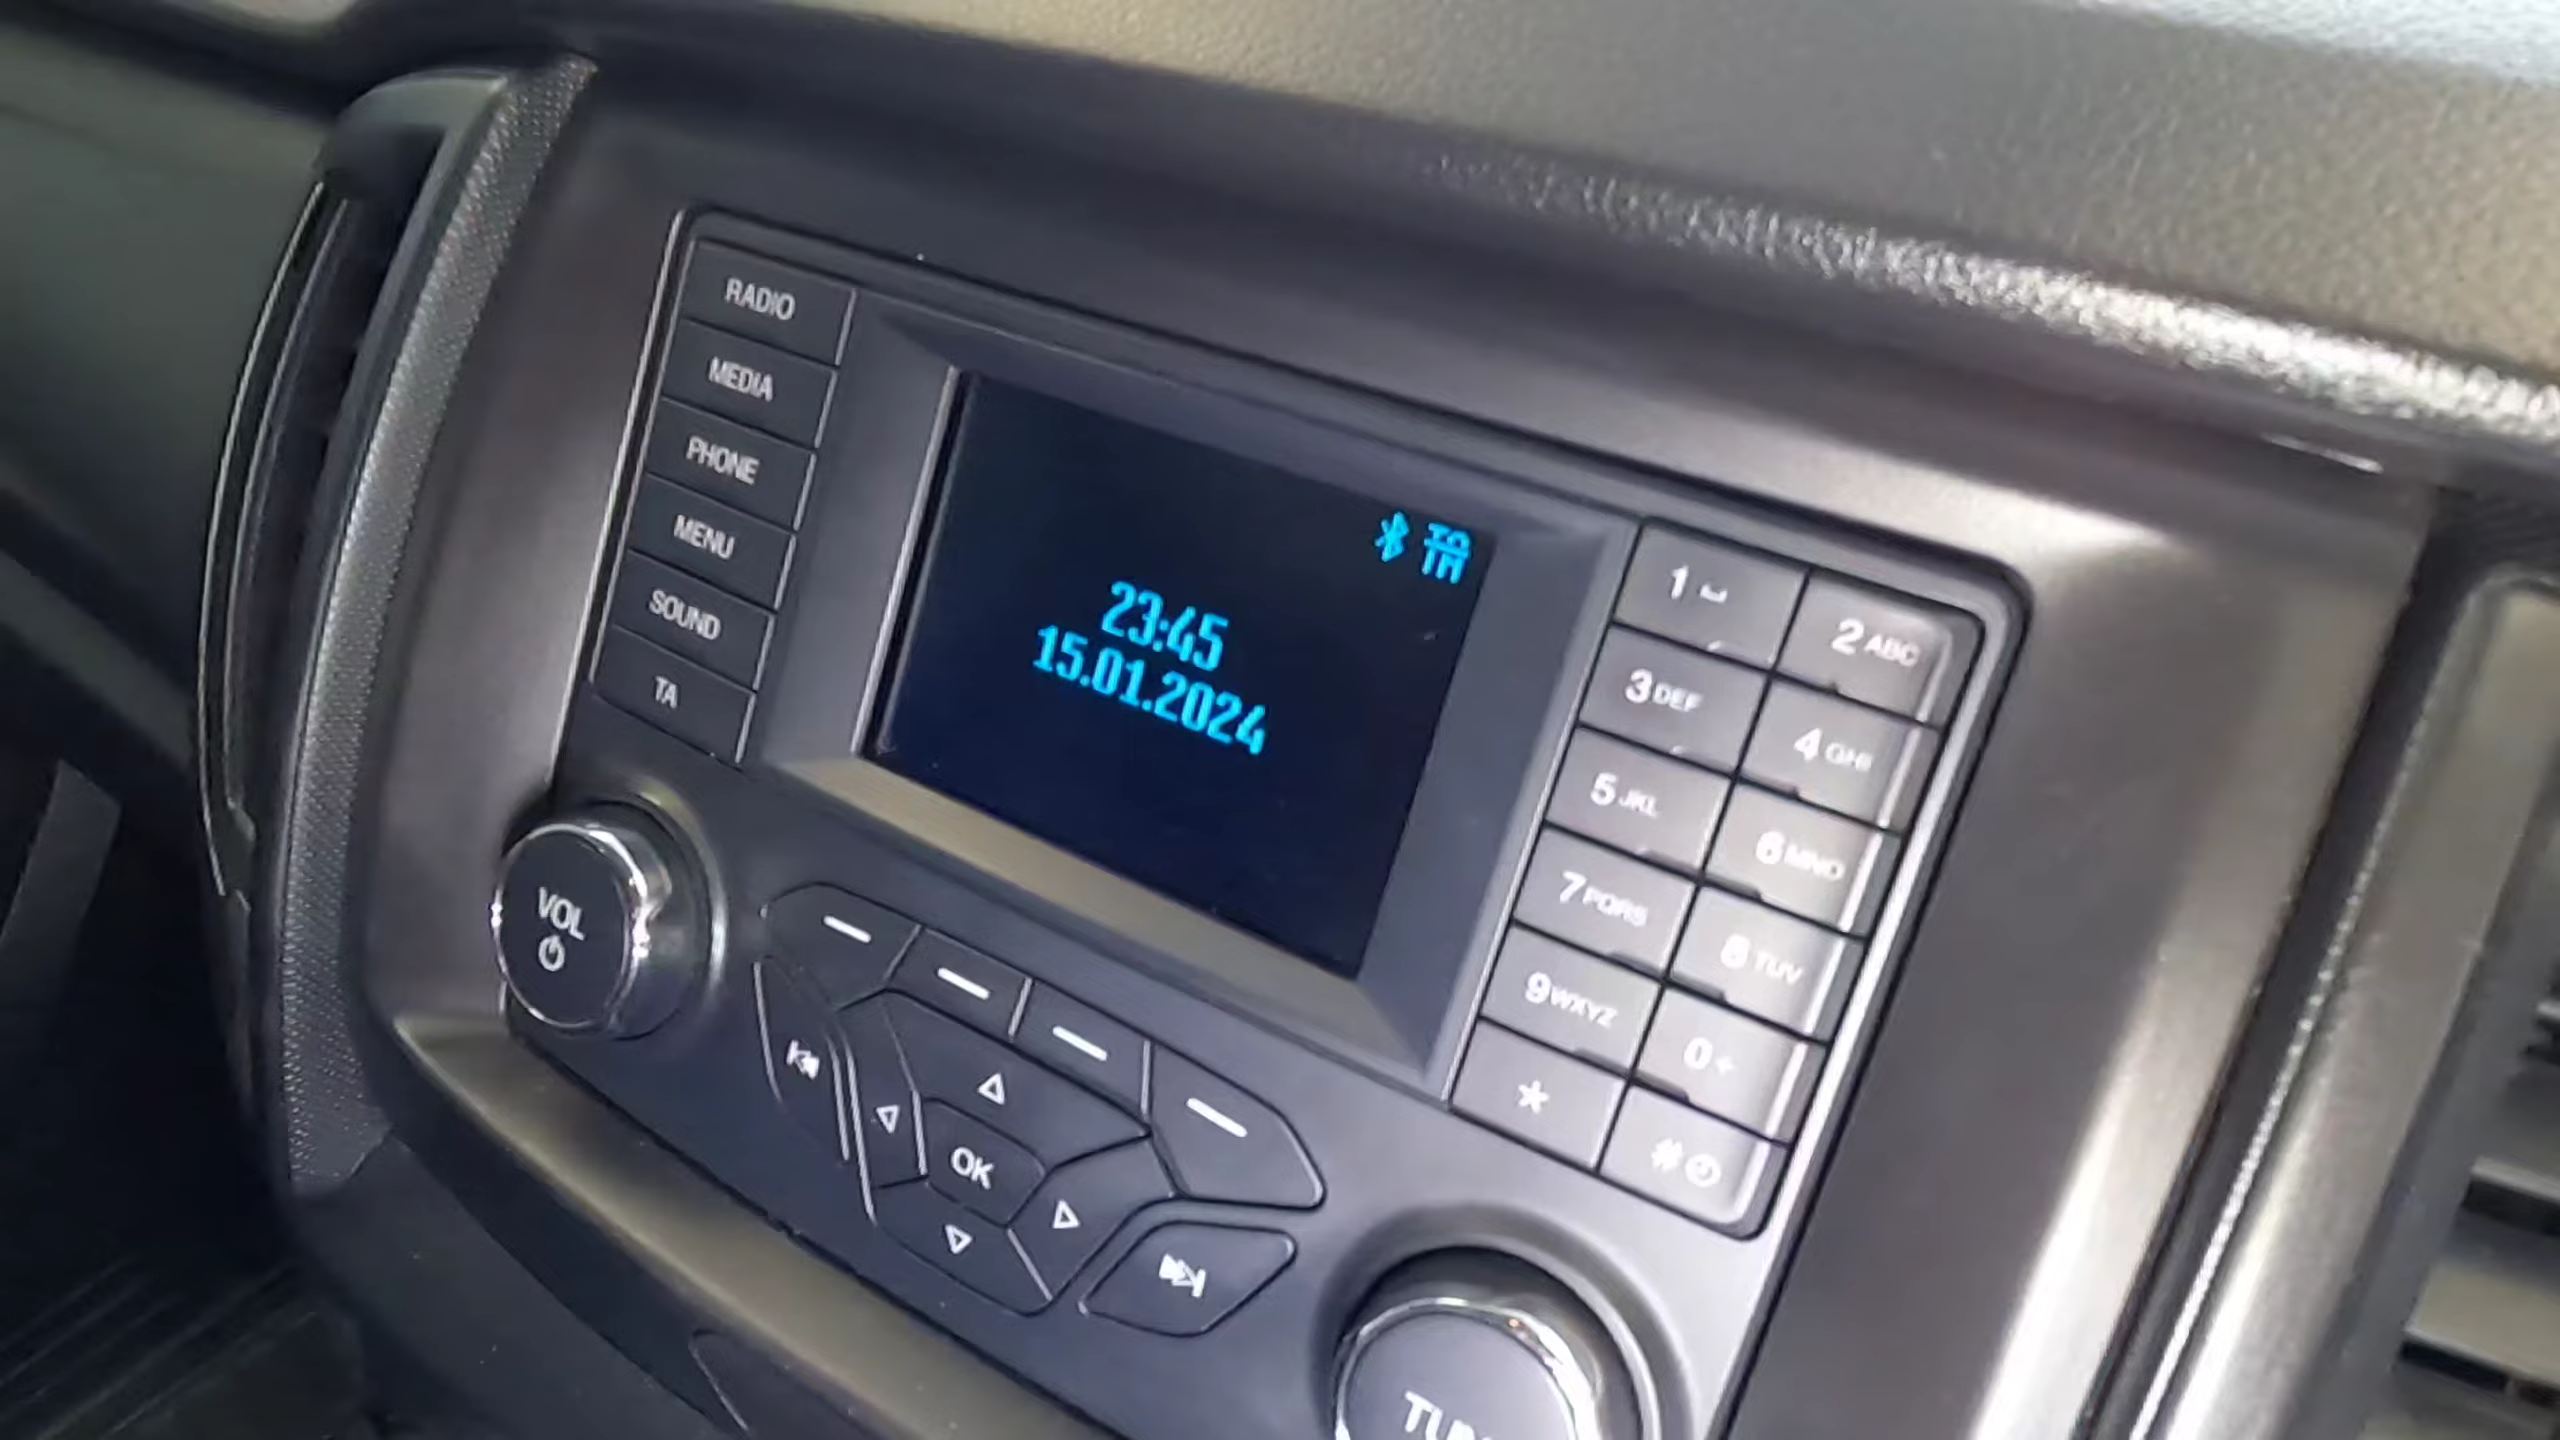 RADIO
MEDIA
PHONE
MENU
SOUND
TA
VOL
TA
23:45
15.01.2024
OK
1
2 ABC
3 DEF
4 GHI
5 JKL
6 MNO
7 PQRS
8 TUV
9 WXYZ
0 +
*
#